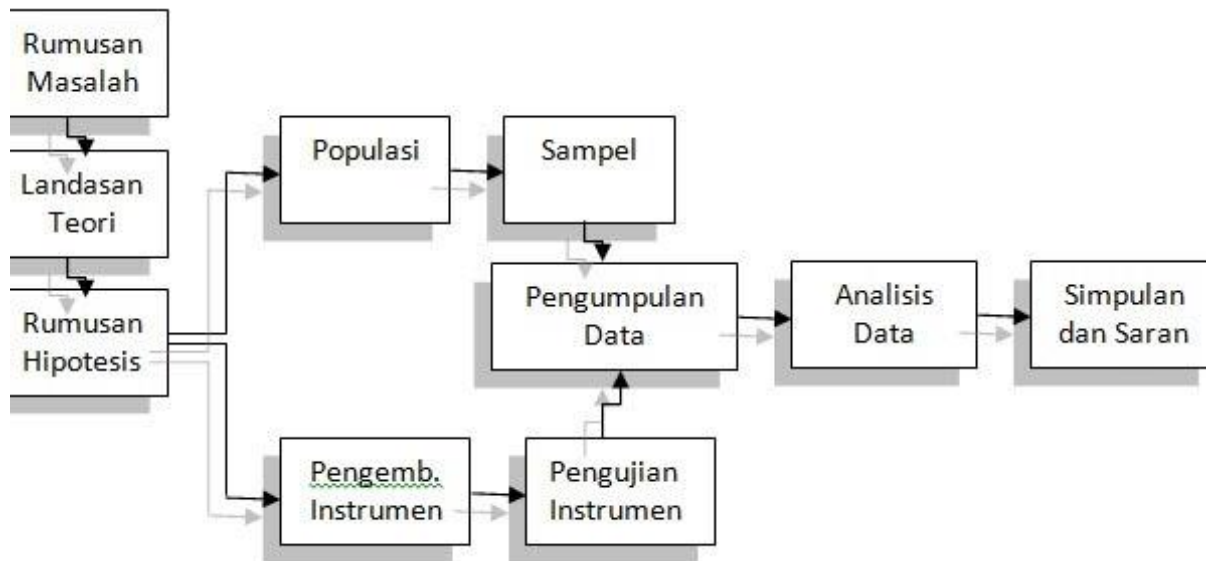 Rumusan
Masalah
Landasan
Teori
Rumusan
Hipotesis
Populasi
Sampel
Pengemb.
Instrumen
Pengujian
Instrumen
Pengumpulan
Data
Analisis
Data
Simpulan
dan Saran